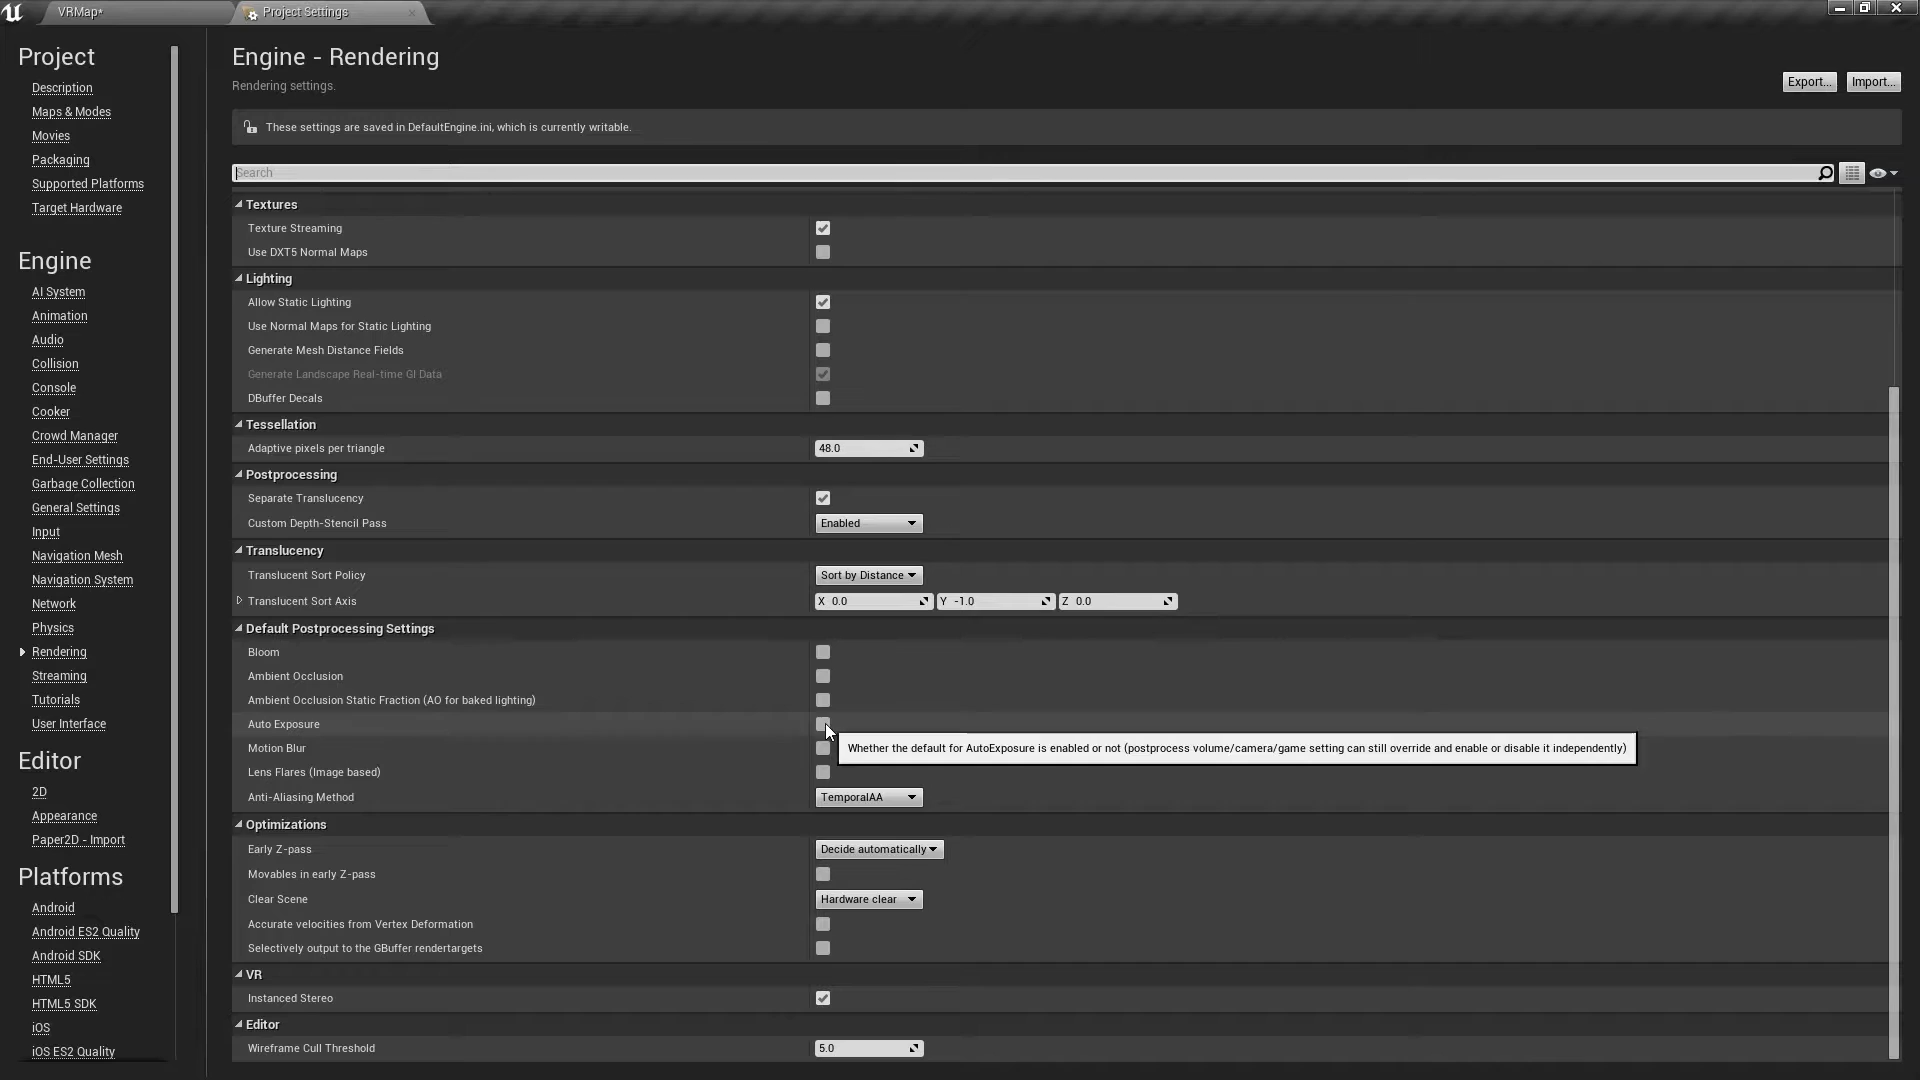 VRMap*
Project Settings
Project
Description
Maps & Modes
Movies
Packaging
Supported Platforms
Target Hardware
Engine
AI System
Animation
Audio
Collision
Console
Cooker
Crowd Manager
End-User Settings
Garbage Collection
General Settings
Input
Navigation Mesh
Navigation System
Network
Physics
Rendering
Streaming
Tutorials
User Interface
Editor
2D
Appearance
Paper2D - Import
Platforms
Android
Android ES2 Quality
Android SDK
HTML5
HTML5 SDK
iOS
iOS ES2 Quality
Engine - Rendering
Rendering settings.
Export...
Import...
These settings are saved in DefaultEngine.ini, which is currently writable.
Search
Textures
Texture Streaming
Use DXT5 Normal Maps
Lighting
Allow Static Lighting
Use Normal Maps for Static Lighting
Generate Mesh Distance Fields
Generate Landscape Real-time GI Data
DBuffer Decals
Tessellation
Adaptive pixels per triangle 48.0
Postprocessing
Separate Translucency
Custom Depth-Stencil Pass Enabled
Translucency
Translucent Sort Policy Sort by Distance
Translucent Sort Axis X 0.0 Y -1.0 Z 0.0
Default Postprocessing Settings
Bloom
Ambient Occlusion
Ambient Occlusion Static Fraction (AO for baked lighting)
Auto Exposure
Motion Blur
Whether the default for AutoExposure is enabled or not (postprocess volume/camera/game setting can still override and enable or disable it independently)
Lens Flares (Image based)
Anti-Aliasing Method TemporalAA
Optimizations
Early Z-pass Decide automatically
Movables in early Z-pass
Clear Scene Hardware clear
Accurate velocities from Vertex Deformation
Selectively output to the GBuffer rendertargets
VR
Instanced Stereo
Editor
Wireframe Cull Threshold 5.0